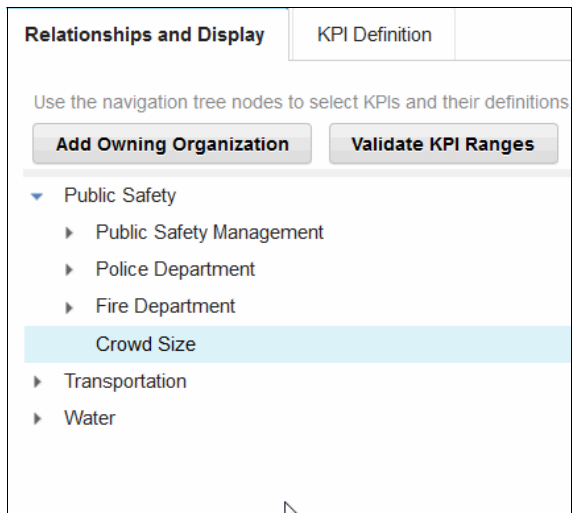 Relationships and Display
KPI Definition
Use the navigation tree nodes to select KPIs and their definitions
Add Owning Organization
Validate KPI Ranges
Public Safety
Public Safety Management
Police Department
Fire Department
Crowd Size
Transportation
Water